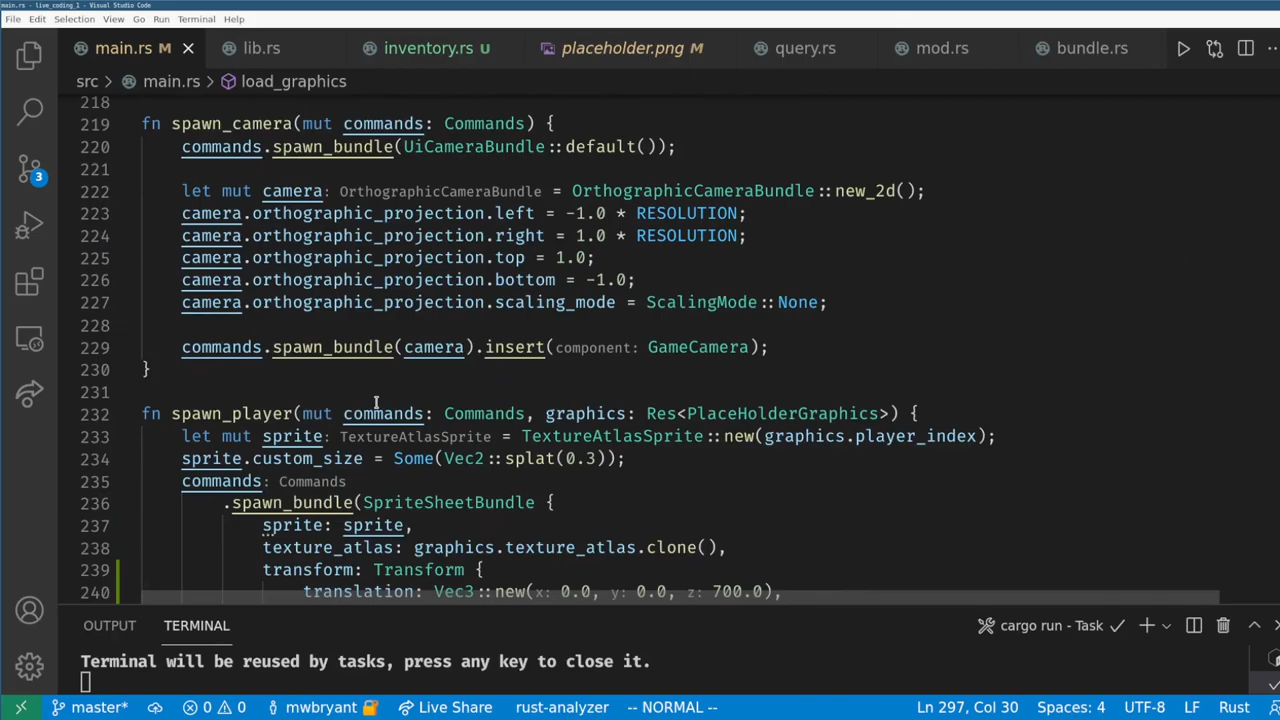 main.rs - live_coding_1 - Visual Studio Code
File Edit Selection View Go Run Terminal Help
main.rs M lib.rs inventory.rs U placeholder.png M query.rs mod.rs bundle.rs
src > main.rs > load_graphics
218
219 fn spawn_camera(mut commands: Commands) {
220 commands.spawn_bundle(UiCameraBundle::default());
221
222 let mut camera: OrthographicCameraBundle = OrthographicCameraBundle::new_2d();
223 camera.orthographic_projection.left = -1.0 * RESOLUTION;
224 camera.orthographic_projection.right = 1.0 * RESOLUTION;
225 camera.orthographic_projection.top = 1.0;
226 camera.orthographic_projection.bottom = -1.0;
227 camera.orthographic_projection.scaling_mode = ScalingMode::None;
228
229 commands.spawn_bundle(camera).insert(component: GameCamera);
230 }
231
232 fn spawn_player(mut commands: Commands, graphics: Res<PlaceHolderGraphics>) {
233 let mut sprite: TextureAtlasSprite = TextureAtlasSprite::new(graphics.player_index);
234 sprite.custom_size = Some(Vec2::splat(0.3));
235 commands: Commands
236 .spawn_bundle(SpriteSheetBundle {
237 sprite: sprite,
238 texture_atlas: graphics.texture_atlas.clone(),
239 transform: Transform {
240 translation: Vec3::new(x: 0.0, y: 0.0, z: 700.0),
OUTPUT TERMINAL cargo run - Task
Terminal will be reused by tasks, press any key to close it.
3
master* 0 0 mwbryant Live Share rust-analyzer -- NORMAL -- Ln 297, Col 30 Spaces: 4 UTF-8 LF Rust